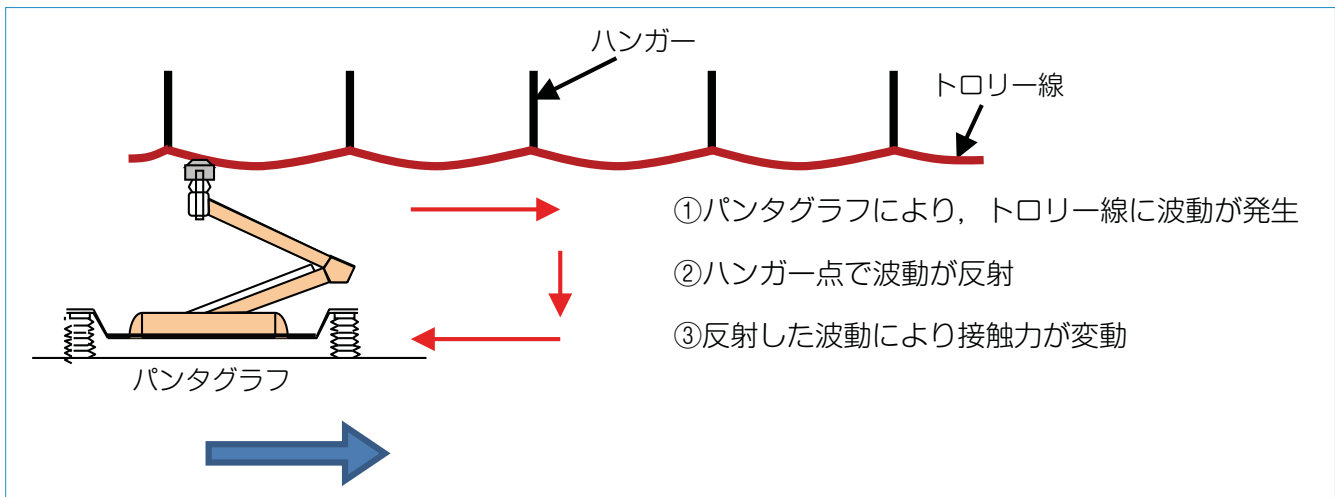 ハンガー
トロリー線
①パンタグラフにより，トロリー線に波動が発生
②ハンガー点で波動が反射
③反射した波動により接触力が変動
パンタグラフ